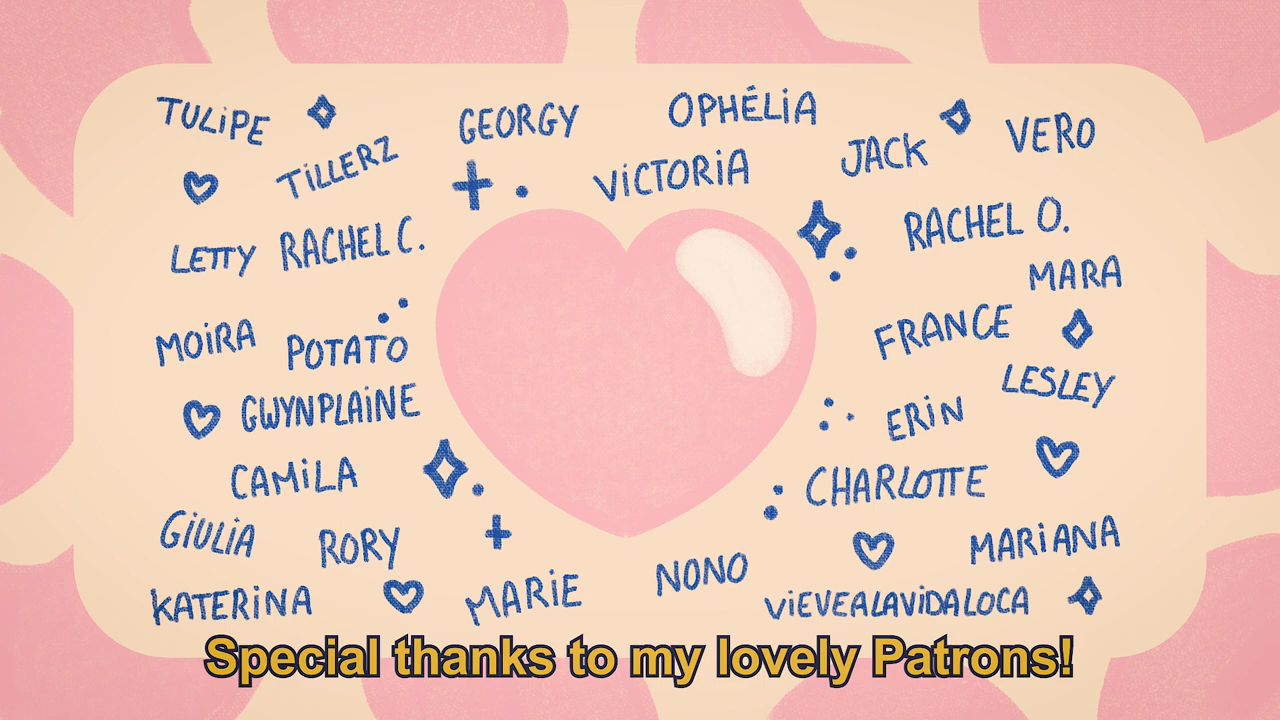 TULiPE
GEORGY
OPHÉLiA
JACK
VERO
TiLLERZ
ViCTORiA
LETTY
RACHEL C.
RACHEL O.
MARA
MOiRA
POTATO
FRANCE
LESLEY
GWYNPLAiNE
ERiN
CAMiLA
CHARLOTTE
GiULiA
RORY
MARiANA
KATERiNA
MARiE
NONO
ViEVEALAViDALOCA
Special thanks to my lovely Patrons!